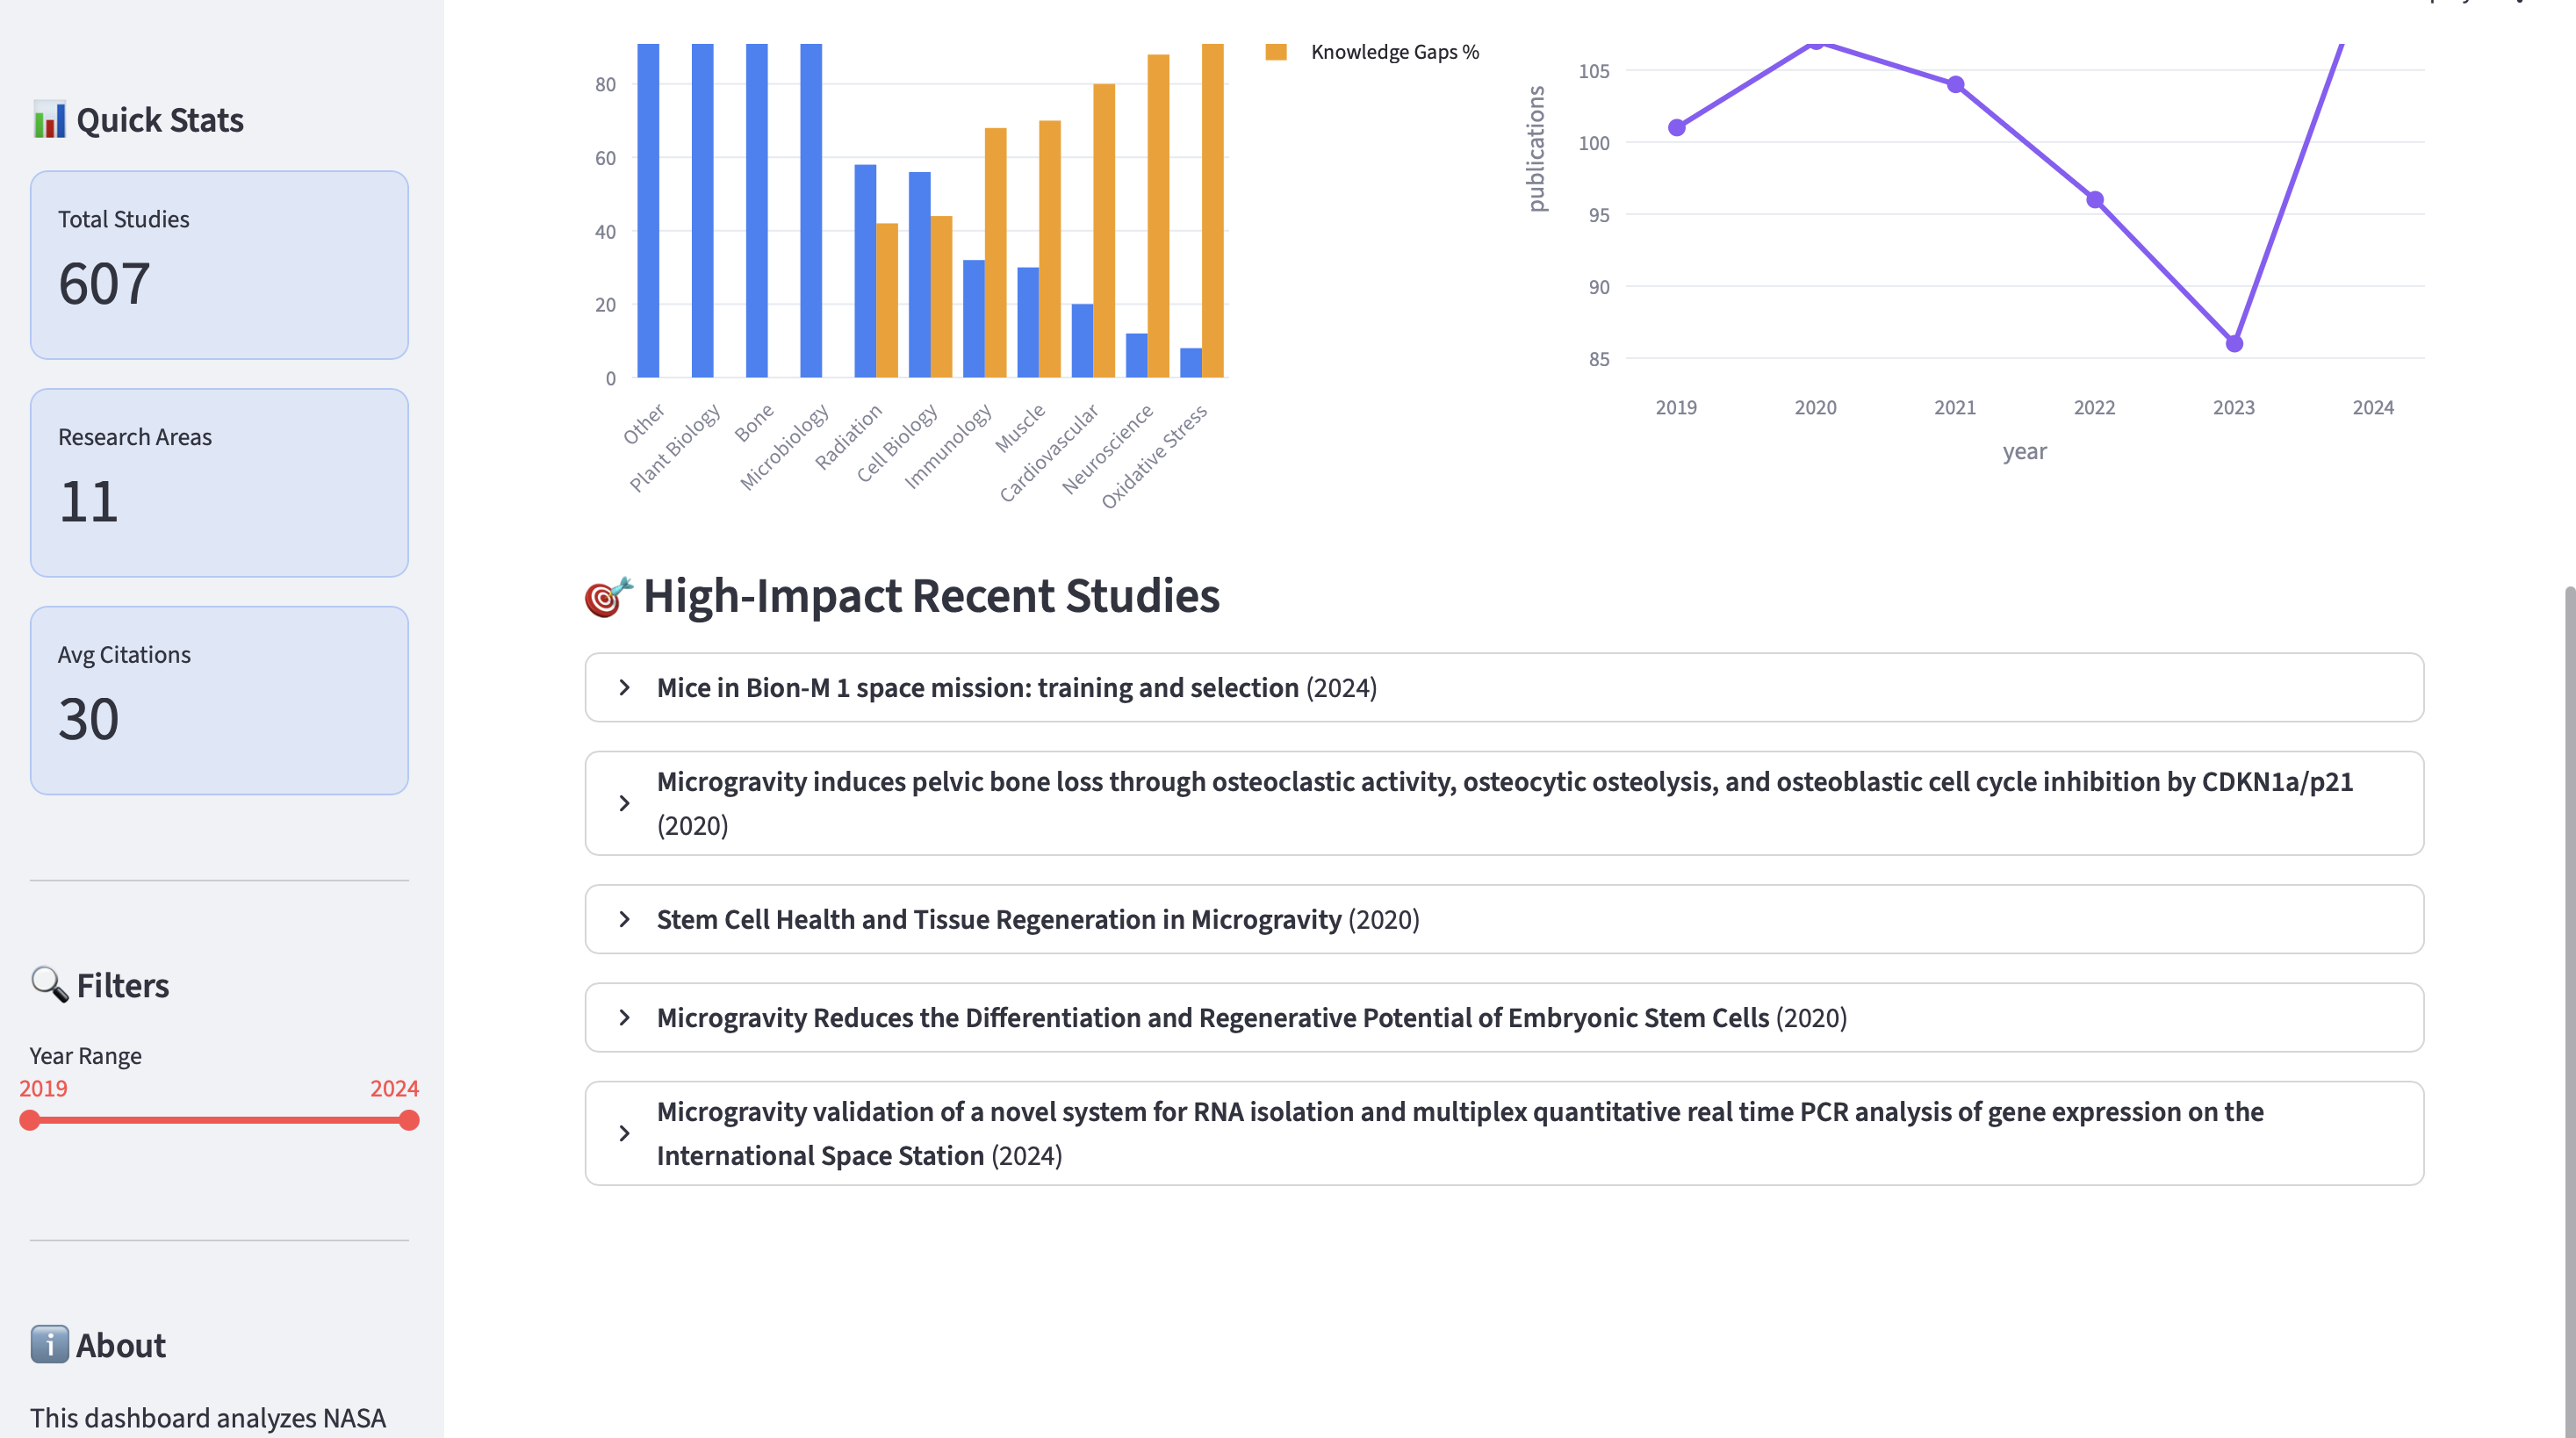 Quick Stats
Total Studies
607
Research Areas
11
Avg Citations
30
Filters
Year Range
2019 2024
About
This dashboard analyzes NASA
80
60
40
20
0
Other
Plant Biology
Bone
Microbiology
Radiation
Cell Biology
Immunology
Muscle
Cardiovascular
Neuroscience
Oxidative Stress
Knowledge Gaps %
publications
105
100
95
90
85
2019 2020 2021 2022 2023 2024
year
High-Impact Recent Studies
Mice in Bion-M 1 space mission: training and selection (2024)
Microgravity induces pelvic bone loss through osteoclastic activity, osteocytic osteolysis, and osteoblastic cell cycle inhibition by CDKN1a/p21
(2020)
Stem Cell Health and Tissue Regeneration in Microgravity (2020)
Microgravity Reduces the Differentiation and Regenerative Potential of Embryonic Stem Cells (2020)
Microgravity validation of a novel system for RNA isolation and multiplex quantitative real time PCR analysis of gene expression on the
International Space Station (2024)